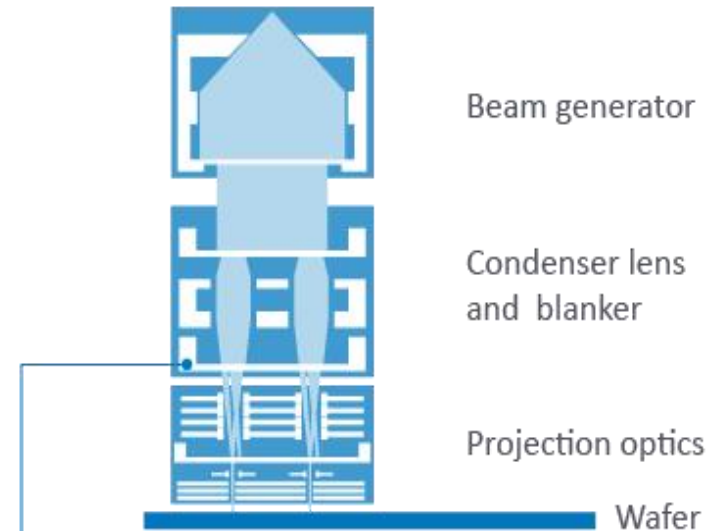 Beam generator
Condenser lens
and blanker
Projection optics
Wafer